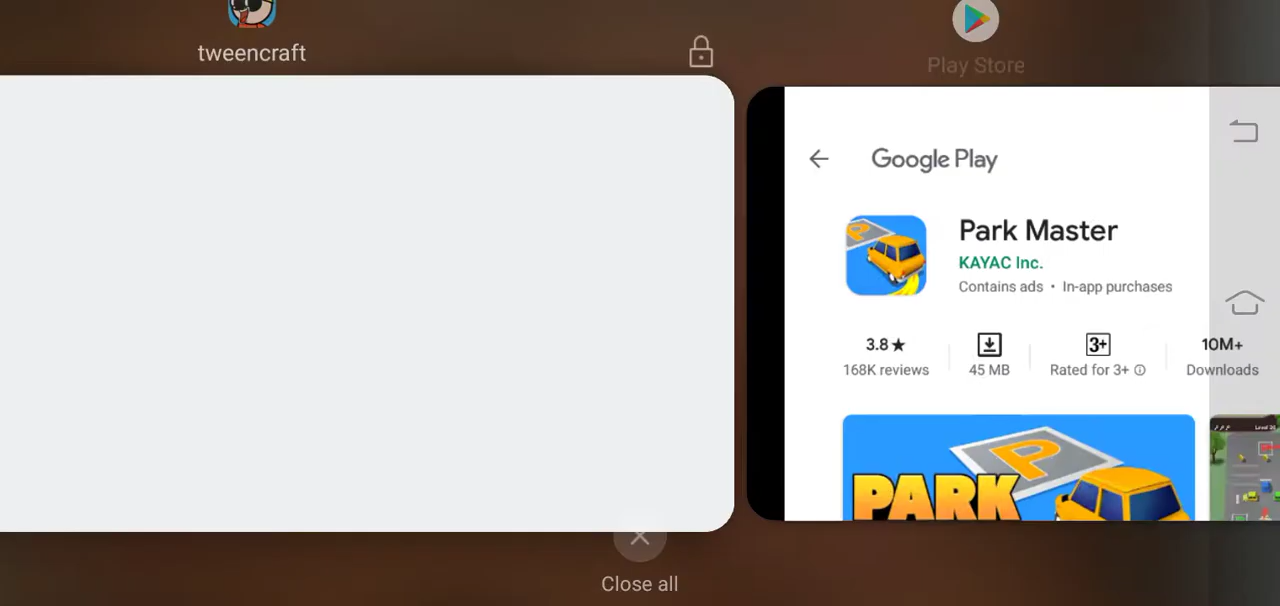 tweencraft
Play Store
Google Play
P
Park Master
KAYAC Inc.
Contains ads • In-app purchases
3.8★
168K reviews
45 MB
3+
Rated for 3+
10M+
Downloads
P
PARK
Close all